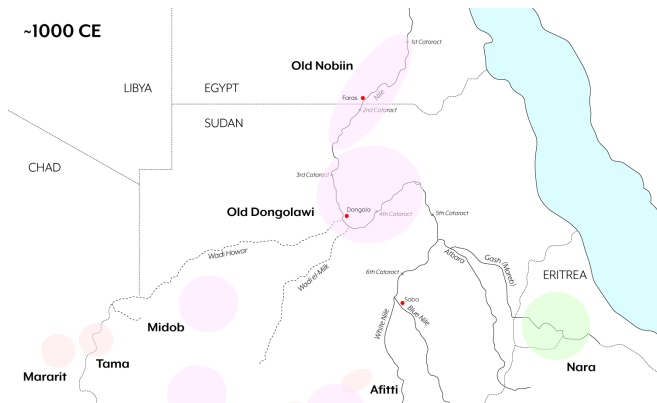 ~1000 CE
1st Cataract
Old Nobiin
LIBYA
EGYPT
Faras
Nile
2nd Cataract
SUDAN
CHAD
3rd Cataract
Old Dongolawi
Dongola
4th Cataract
5th Cataract
Wadi Howar
Wadi el-Milk
Atbara
Gash (Mareb)
6th Cataract
ERITREA
Soba
Midob
White Nile
Blue Nile
Tama
Mararit
Nara
Afitti